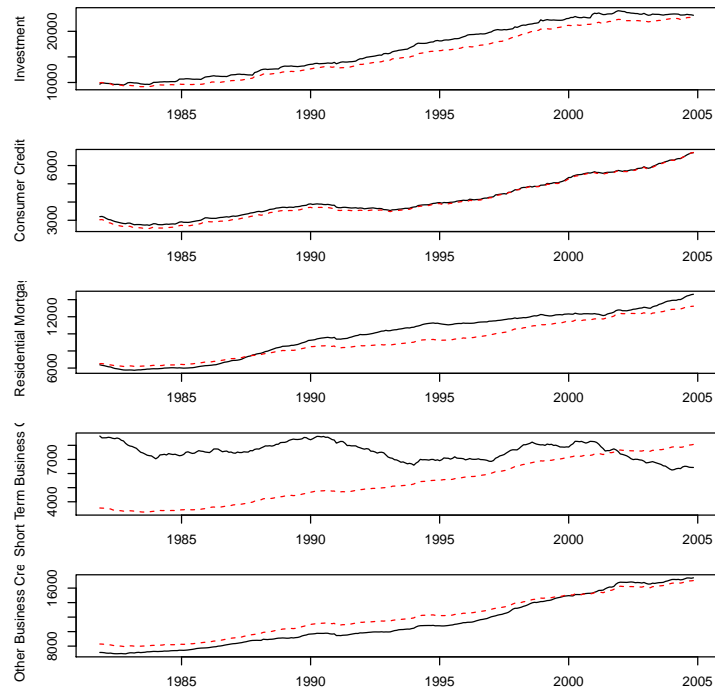 Investment
20000
10000
1985 1990 1995 2000 2005
Consumer Credit
6000
3000
1985 1990 1995 2000 2005
Residential Mortga
12000
6000
1985 1990 1995 2000 2005
Short Term Business C
7000
4000
1985 1990 1995 2000 2005
Other Business Cre
16000
8000
1985 1990 1995 2000 2005